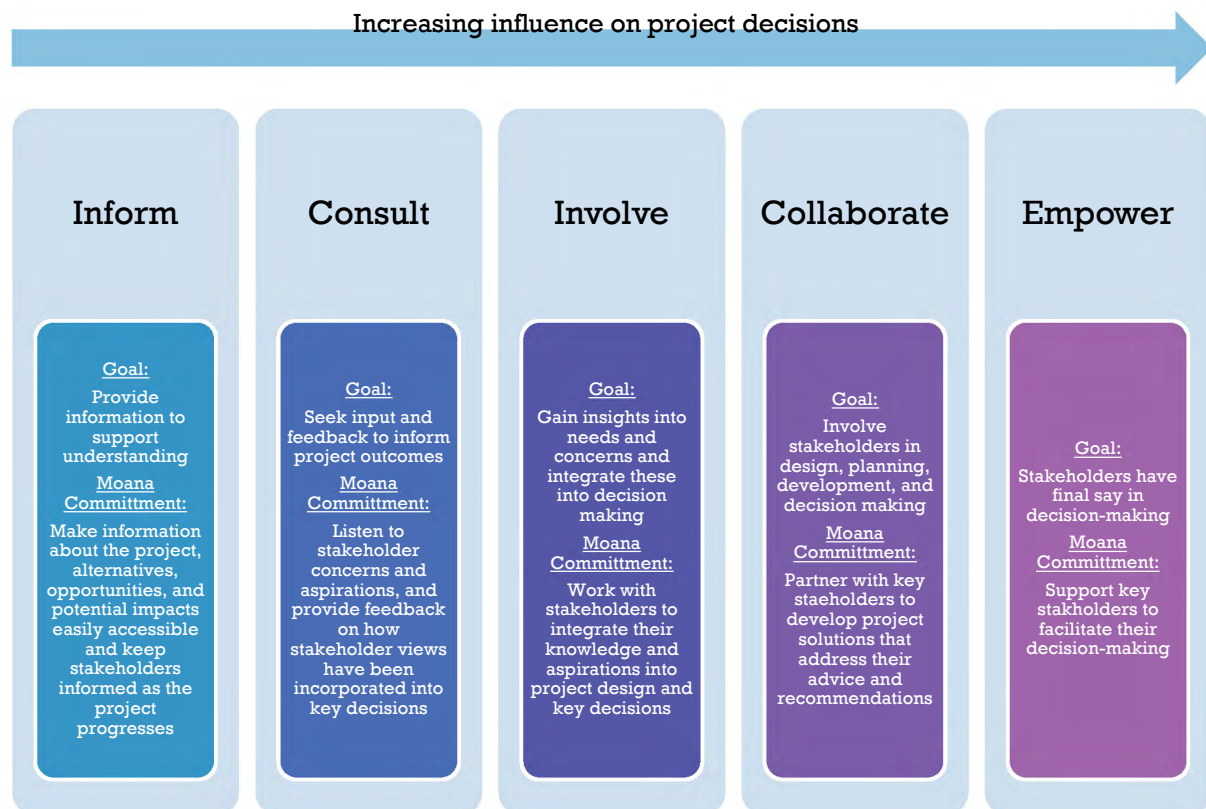 Increasing influence on project decisions
Inform
Goal:
Provide
information to
support
understanding
Moana
Committment:
Make information
about the project,
alternatives,
opportunities, and
potential impacts
easily accessible
and keep
stakeholders
informed as the
project
progresses
Consult
Goal:
Seek input and
feedback to inform
project outcomes
Moana
Committment:
Listen to
stakeholder
concerns and
aspirations, and
provide feedback
on how
stakeholder views
have been
incorporated into
key decisions
Involve
Goal:
Gain insights into
needs and
concerns and
integrate these
into decision
making
Moana
Committment:
Work with
stakeholders to
integrate their
knowledge and
aspirations into
project design and
key decisions
Collaborate
Goal:
Involve
stakeholders in
design, planning,
development, and
decision making
Moana
Committment:
Partner with key
staeholders to
develop project
solutions that
address their
advice and
recommendations
Empower
Goal:
Stakeholders have
final say in
decision-making
Moana
Committment:
Support key
stakholders to
facilitate their
decision-making